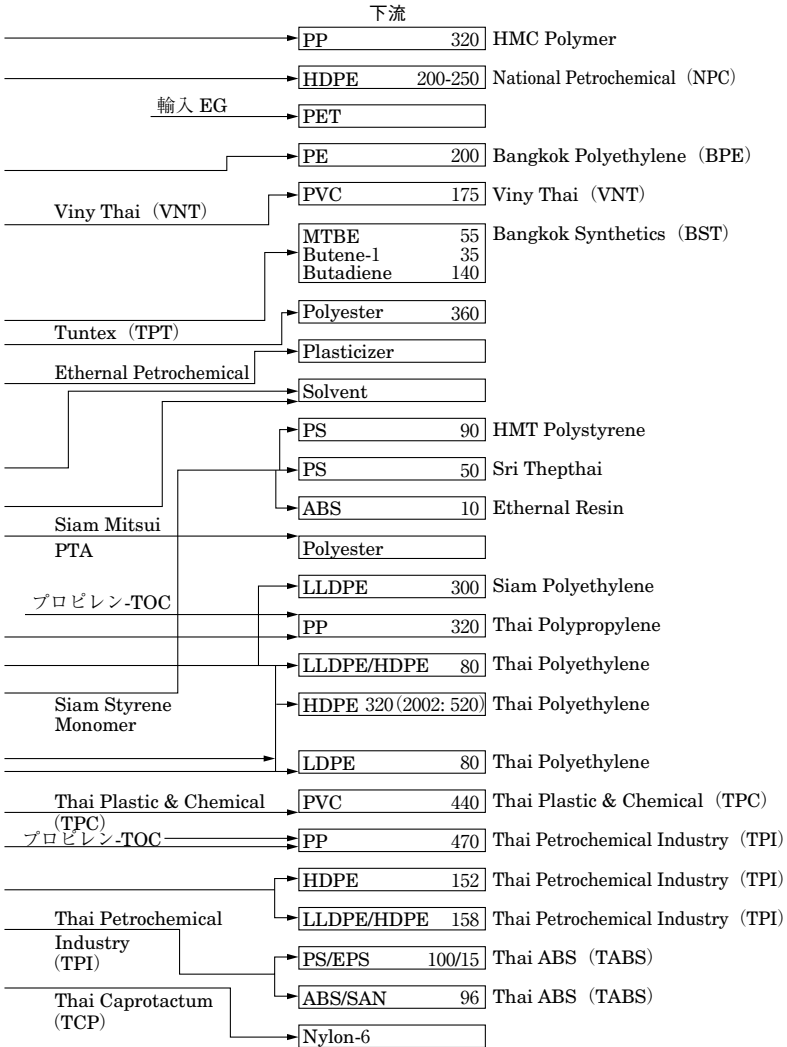 下流
PP 320 HMC Polymer
HDPE 200-250 National Petrochemical（NPC）
輸入 EG
PET
PE 200 Bangkok Polyethylene（BPE）
PVC 175 Viny Thai（VNT）
Viny Thai（VNT）
MTBE 55 Bangkok Synthetics（BST）
Butene-1 35
Butadiene 140
Polyester 360
Tuntex（TPT）
Plasticizer
Ethernal Petrochemical
Solvent
PS 90 HMT Polystyrene
PS 50 Sri Thepthai
ABS 10 Ethernal Resin
Siam Mitsui
PTA
Polyester
LLDPE 300 Siam Polyethylene
プロピレン-TOC
PP 320 Thai Polypropylene
LLDPE/HDPE 80 Thai Polyethylene
HDPE 320（2002: 520） Thai Polyethylene
Siam Styrene
Monomer
LDPE 80 Thai Polyethylene
Thai Plastic & Chemical
PVC 440 Thai Plastic & Chemical（TPC）
(TPC)
プロピレン-TOC
PP 470 Thai Petrochemical Industry（TPI）
HDPE 152 Thai Petrochemical Industry（TPI）
LLDPE/HDPE 158 Thai Petrochemical Industry（TPI）
Thai Petrochemical
Industry
(TPI)
PS/EPS 100/15 Thai ABS（TABS）
ABS/SAN 96 Thai ABS（TABS）
Thai Caprotactum
(TCP)
Nylon-6